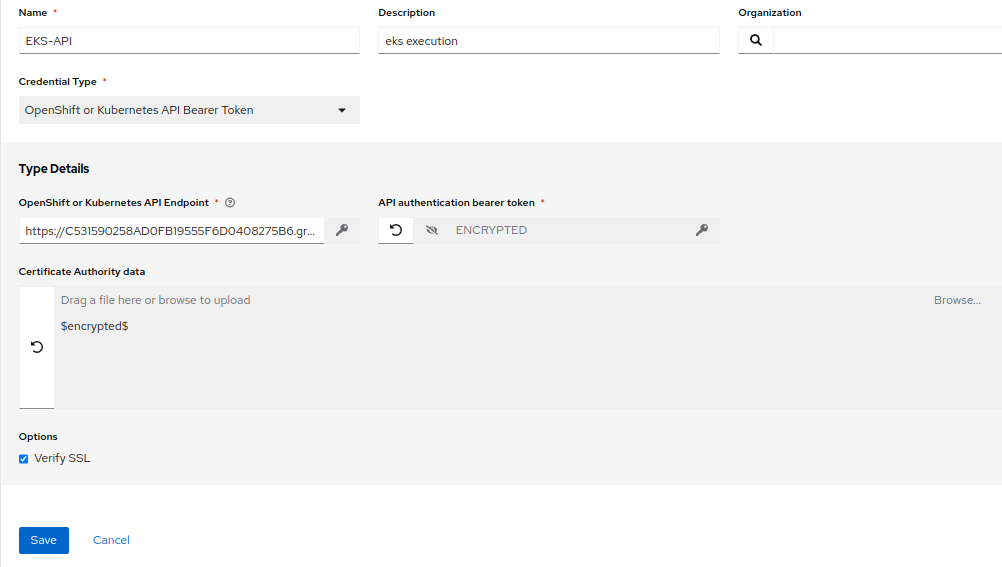 Name *
Description
Organization
EKS-API
eks execution
Credential Type *
OpenShift or Kubernetes API Bearer Token
Type Details
OpenShift or Kubernetes API Endpoint *
API authentication bearer token *
https://C531590258AD0FB19555F6D0408275B6.gr...
ENCRYPTED
Certificate Authority data
Drag a file here or browse to upload
Browse...
$encrypted$
Options
Verify SSL
Save
Cancel